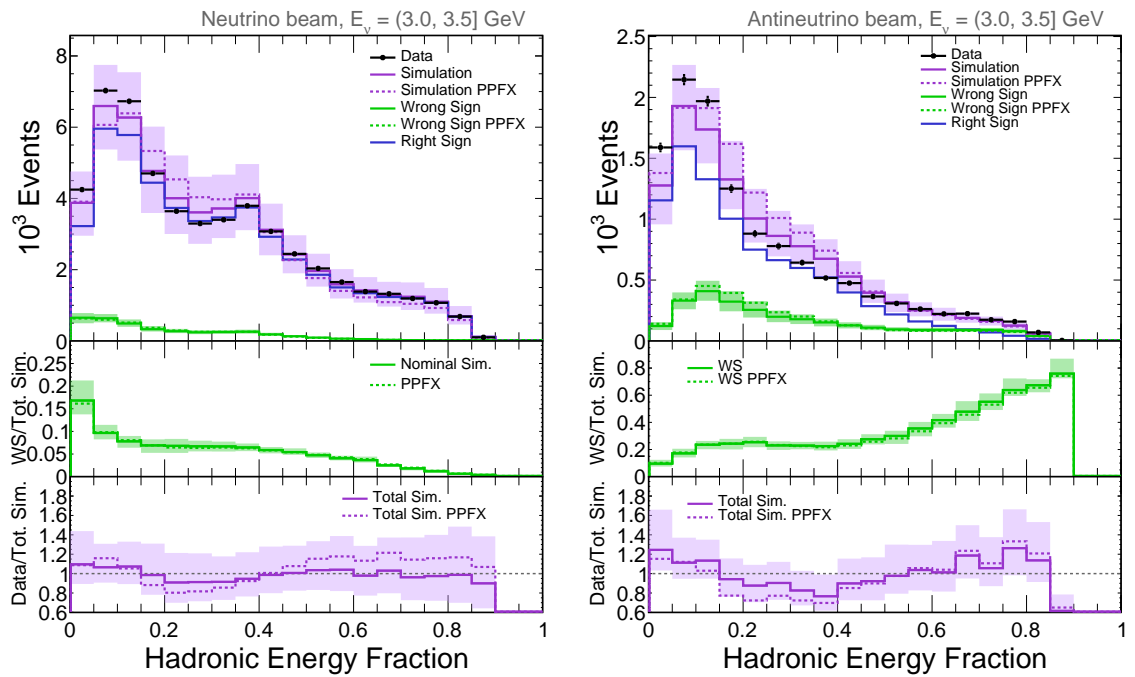 Neutrino beam, Eν = (3.0, 3.5] GeV
10³ Events
8
6
4
2
0
Data
Simulation
Simulation PPFX
Wrong Sign
Wrong Sign PPFX
Right Sign
WS/Tot. Sim.
0.25
0.2
0.15
0.1
0.05
0
Nominal Sim.
PPFX
Data/Tot. Sim.
1.8
1.6
1.4
1.2
1
0.8
0.6
Total Sim.
Total Sim. PPFX
0 0.2 0.4 0.6 0.8 1
Hadronic Energy Fraction
Antineutrino beam, Eν = (3.0, 3.5] GeV
10³ Events
2.5
2
1.5
1
0.5
0
Data
Simulation
Simulation PPFX
Wrong Sign
Wrong Sign PPFX
Right Sign
WS/Tot. Sim.
0.8
0.6
0.4
0.2
0
WS
WS PPFX
Data/Tot. Sim.
1.8
1.6
1.4
1.2
1
0.8
0.6
Total Sim.
Total Sim. PPFX
0 0.2 0.4 0.6 0.8 1
Hadronic Energy Fraction